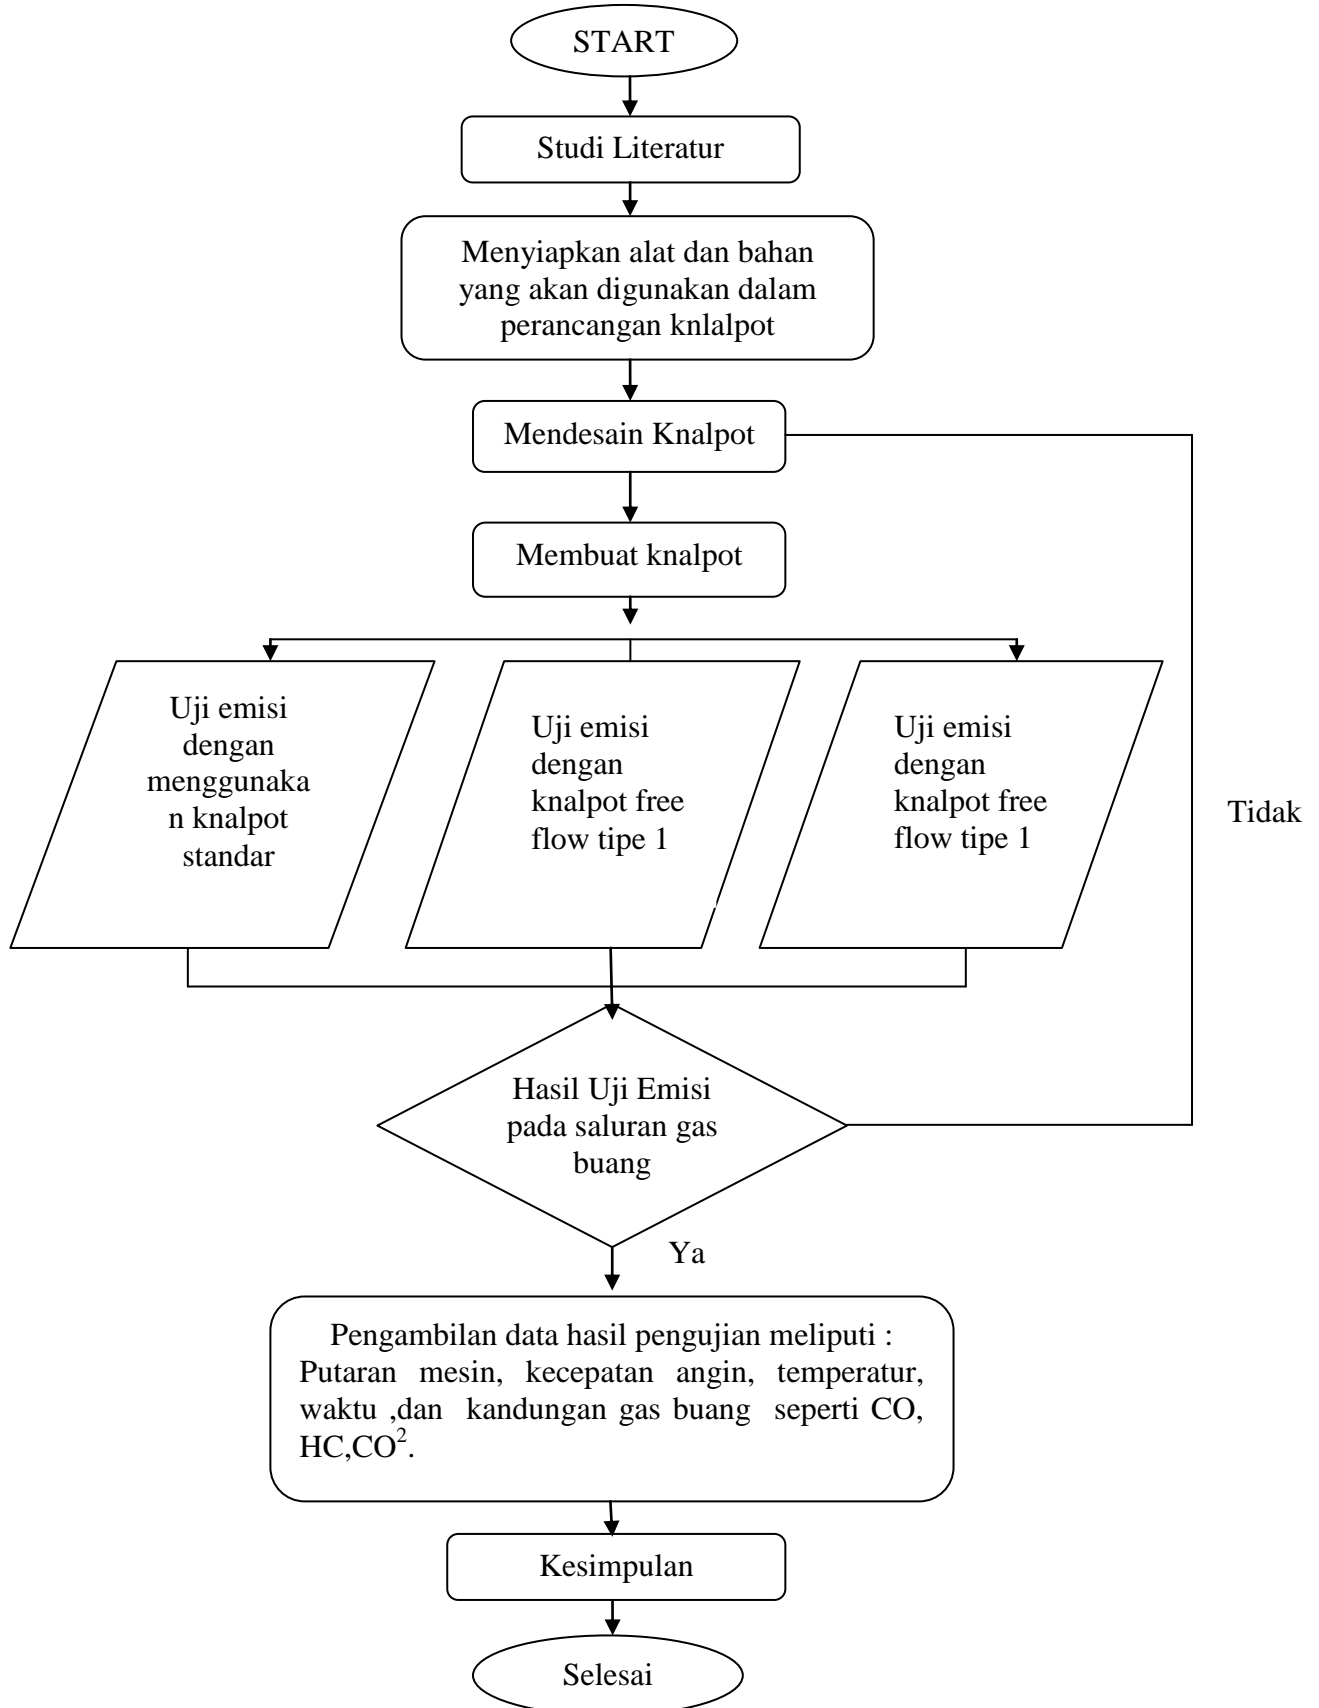 START
Studi Literatur
Menyiapkan alat dan bahan
yang akan digunakan dalam
perancangan knlalpot
Mendesain Knalpot
Membuat knalpot
Uji emisi
dengan
menggunaka
n knalpot
standar
Uji emisi
dengan
knalpot free
flow tipe 1
Uji emisi
dengan
knalpot free
flow tipe 1
Tidak
Hasil Uji Emisi
pada saluran gas
buang
Ya
Pengambilan data hasil pengujian meliputi :
Putaran mesin, kecepatan angin, temperatur,
waktu ,dan kandungan gas buang seperti CO,
HC,CO².
Kesimpulan
Selesai